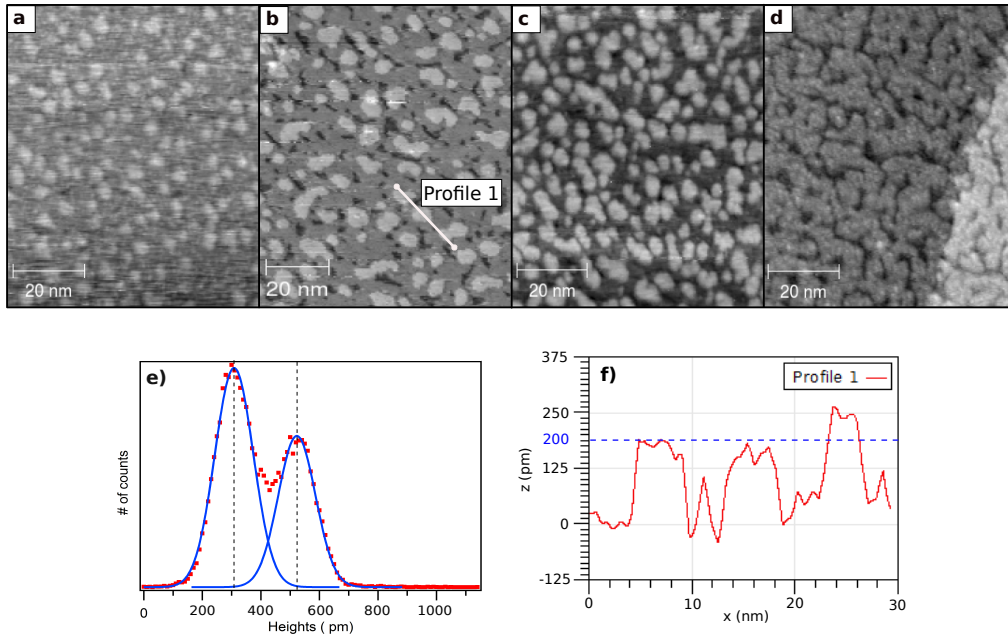 a
b
c
d
Profile 1
20 nm
20 nm
20 nm
20 nm
e)
# of counts
0
200
400
600
800
1000
Heights ( pm)
f)
Profile 1
375
250
200
125
0
-125
z (pm)
0
10
20
30
x (nm)